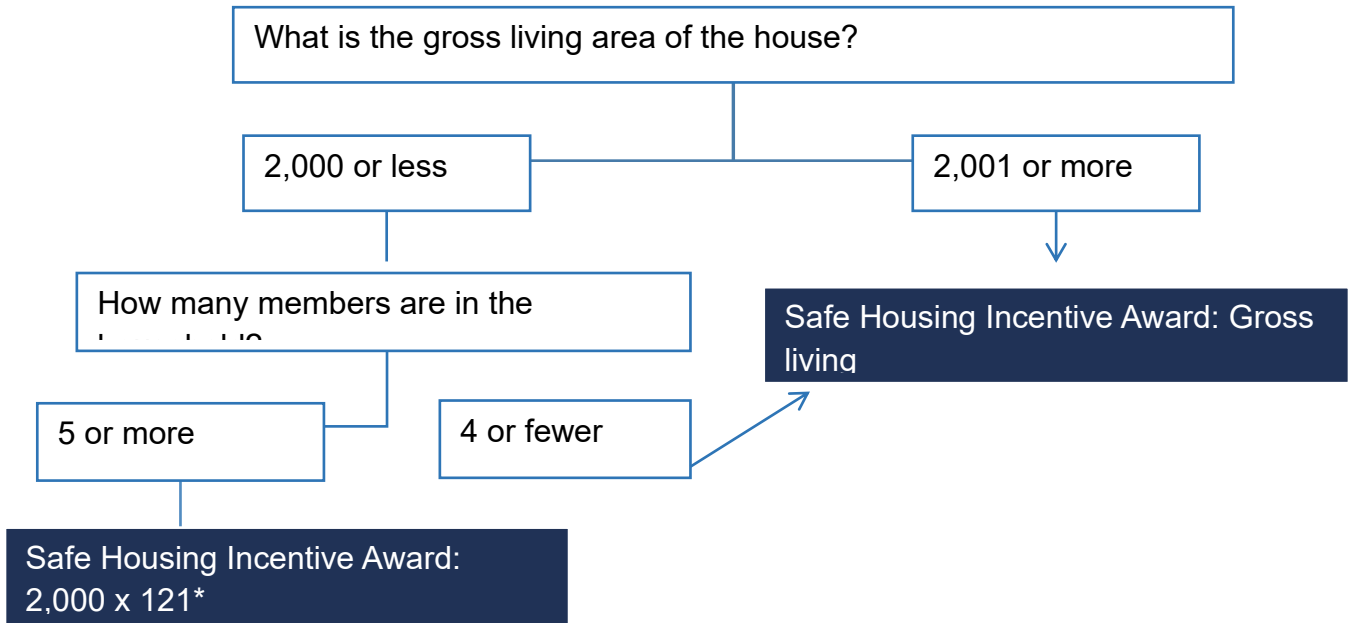 What is the gross living area of the house?
2,000 or less
2,001 or more
How many members are in the
Safe Housing Incentive Award: Gross
living
5 or more
4 or fewer
Safe Housing Incentive Award:
2,000 x 121*